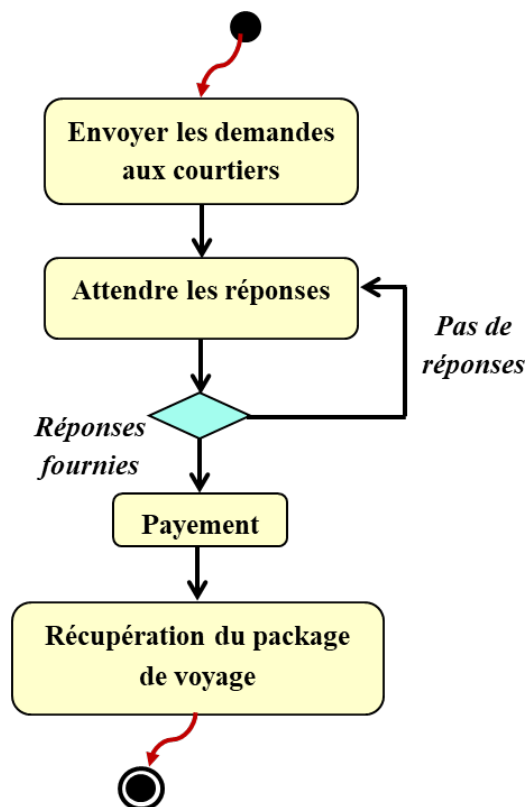 Envoyer les demandes
aux courtiers
Attendre les réponses
Pas de
réponses
Réponses
fournies
Payement
Récupération du package
de voyage